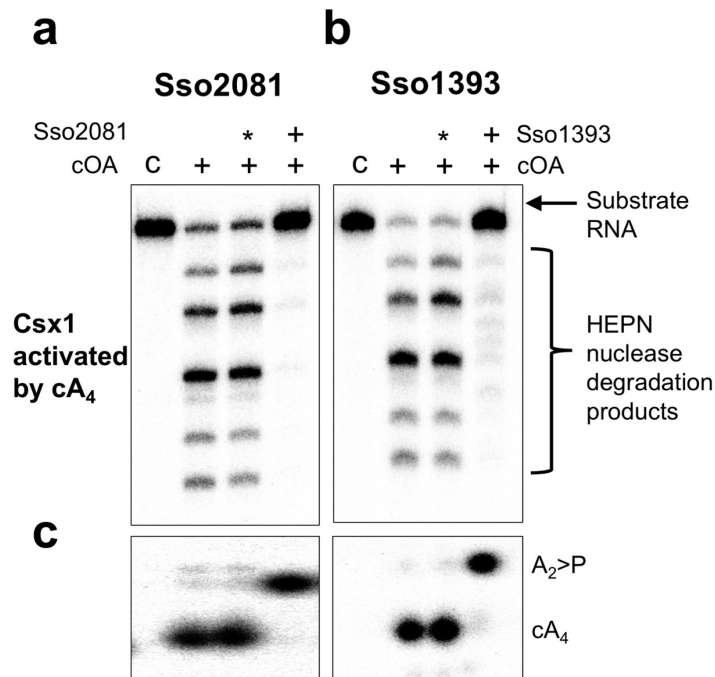 a
b
Sso2081
Sso1393
Sso2081 * +
* + Sso1393
cOA C + + +
C + + + cOA
Substrate
RNA
Csx1
activated
by cA4
HEPN
nuclease
degradation
products
c
A2>P
cA4